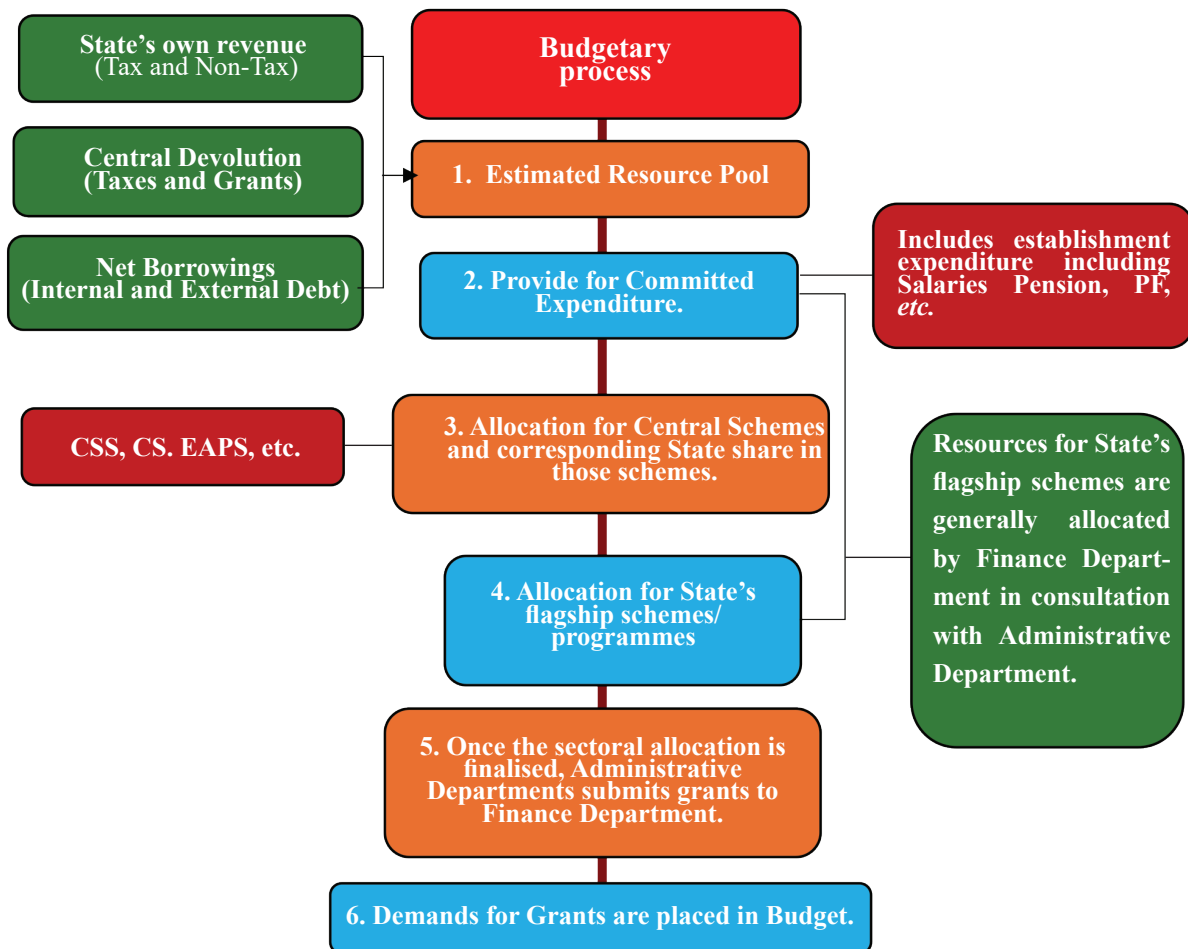 State's own revenue
(Tax and Non-Tax)
Central Devolution
(Taxes and Grants)
Net Borrowings
(Internal and External Debt)
Budgetary
process
1. Estimated Resource Pool
2. Provide for Committed
Expenditure.
Includes establishment
expenditure including
Salaries Pension, PF,
etc.
CSS, CS. EAPS, etc.
3. Allocation for Central Schemes
and corresponding State share in
those schemes.
4. Allocation for State's
flagship schemes/
programmes
Resources for State's
flagship schemes are
generally allocated
by Finance Depart-
ment in consultation
with Administrative
Department.
5. Once the sectoral allocation is
finalised, Administrative
Departments submits grants to
Finance Department.
6. Demands for Grants are placed in Budget.